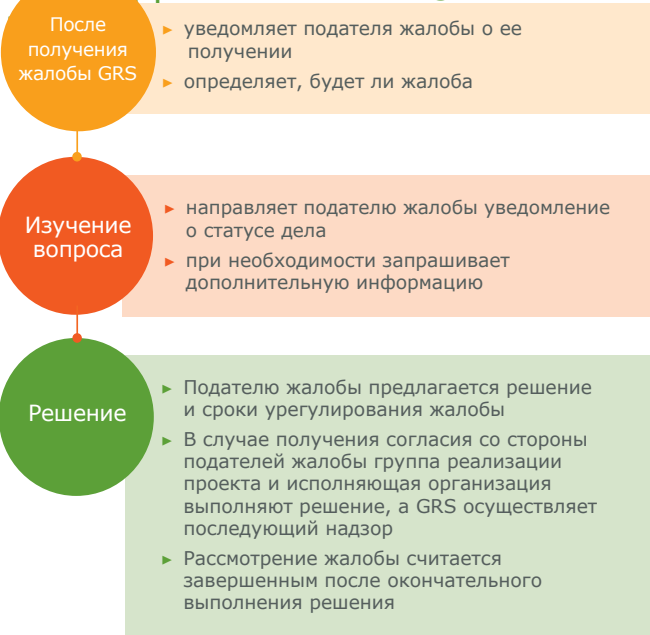 После
получения
жалобы GRS
► уведомляет подателя жалобы о ее
получении
► определяет, будет ли жалоба
Изучение
вопроса
► направляет подателю жалобы уведомление
о статусе дела
► при необходимости запрашивает
дополнительную информацию
Решение
► Подателю жалобы предлагается решение
и сроки урегулирования жалобы
► В случае получения согласия со стороны
подателей жалобы группа реализации
проекта и исполняющая организация
выполняют решение, а GRS осуществляет
последующий надзор
► Рассмотрение жалобы считается
завершенным после окончательного
выполнения решения